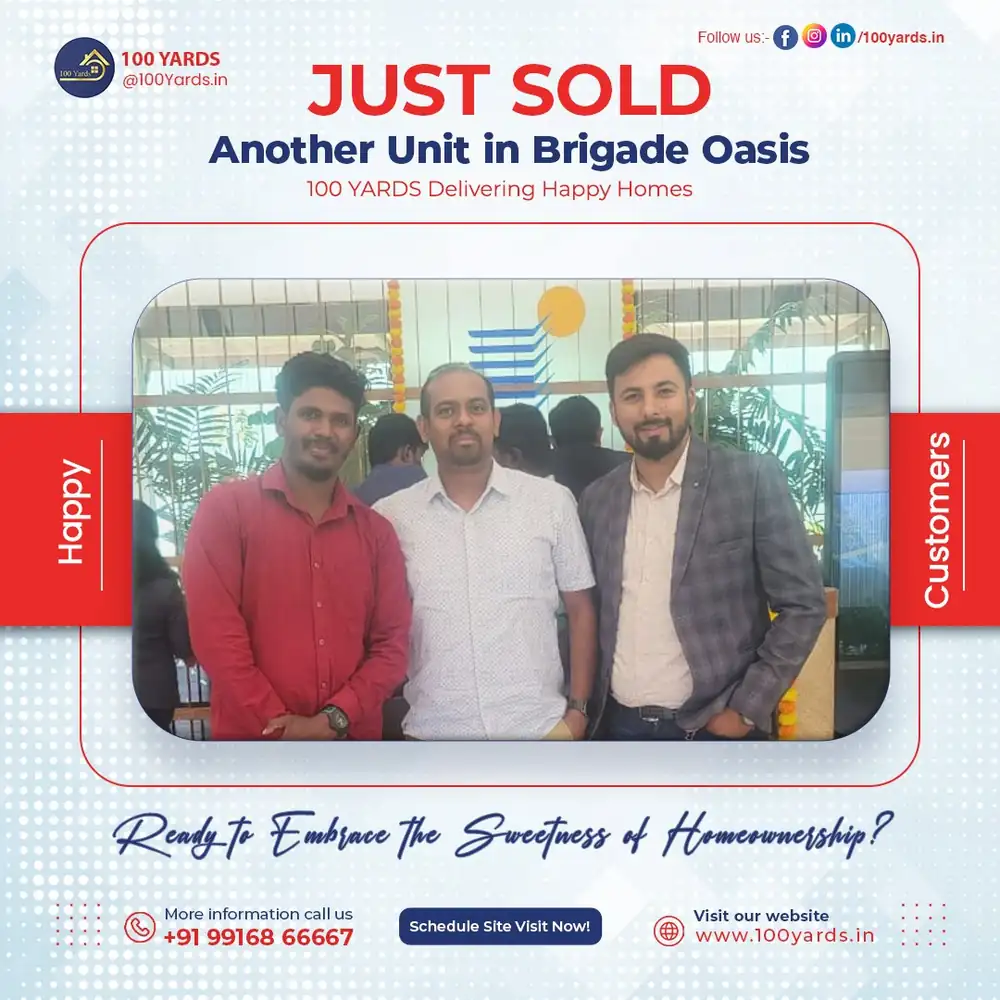 100 Yards
100 YARDS
@100Yards.in
Follow us:- /100yards.in
JUST SOLD
Another Unit in Brigade Oasis
100 YARDS Delivering Happy Homes
Happy
Customers
Ready to Embrace the Sweetness of Homeownership?
More information call us
+91 99168 66667
Schedule Site Visit Now!
Visit our website
www.100yards.in